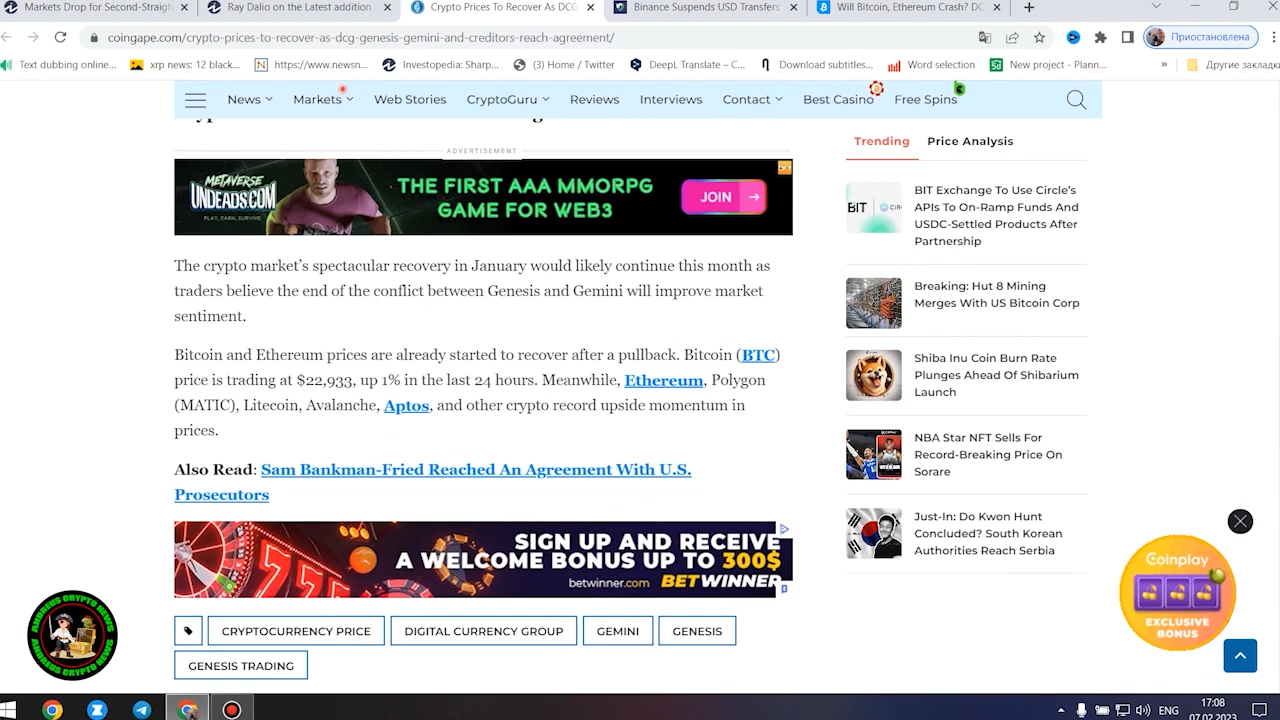 Markets Drop for Second-Straigh
Ray Dalio on the Latest addition
Crypto Prices To Recover As DCG
Binance Suspends USD Transfers
Will Bitcoin, Ethereum Crash? DC
coingape.com/crypto-prices-to-recover-as-dcg-genesis-gemini-and-creditors-reach-agreement/
Приостановлена
Text dubbing online...
xrp news: 12 black...
https://www.newsn...
Investopedia: Sharp...
(3) Home / Twitter
DeepL Translate – C...
Download subtitles...
Word selection
New project - Plann...
»
Другие закладки
News
Markets
Web Stories
CryptoGuru
Reviews
Interviews
Contact
Best Casino
Free Spins
ADVERTISEMENT
METAVERSE
UNDEADS.COM
PLAY, EARN, SURVIVE
THE FIRST AAA MMORPG
GAME FOR WEB3
JOIN
The crypto market's spectacular recovery in January would likely continue this month as
traders believe the end of the conflict between Genesis and Gemini will improve market
sentiment.
Bitcoin and Ethereum prices are already started to recover after a pullback. Bitcoin (BTC)
price is trading at $22,933, up 1% in the last 24 hours. Meanwhile, Ethereum, Polygon
(MATIC), Litecoin, Avalanche, Aptos, and other crypto record upside momentum in
prices.
Also Read: Sam Bankman-Fried Reached An Agreement With U.S.
Prosecutors
SIGN UP AND RECEIVE
A WELCOME BONUS UP TO 300$
betwinner.com BETWINNER
CRYPTOCURRENCY PRICE
DIGITAL CURRENCY GROUP
GEMINI
GENESIS
GENESIS TRADING
Trending
Price Analysis
BIT
CIR
BIT Exchange To Use Circle's
APIs To On-Ramp Funds And
USDC-Settled Products After
Partnership
Breaking: Hut 8 Mining
Merges With US Bitcoin Corp
Shiba Inu Coin Burn Rate
Plunges Ahead Of Shibarium
Launch
NBA Star NFT Sells For
Record-Breaking Price On
Sorare
Just-In: Do Kwon Hunt
Concluded? South Korean
Authorities Reach Serbia
Coinplay
EXCLUSIVE
BONUS
ANDREUS CRYPTO NEWS
ANDREUS CRYPTO NEWS
ENG
17:08
07.02.2023